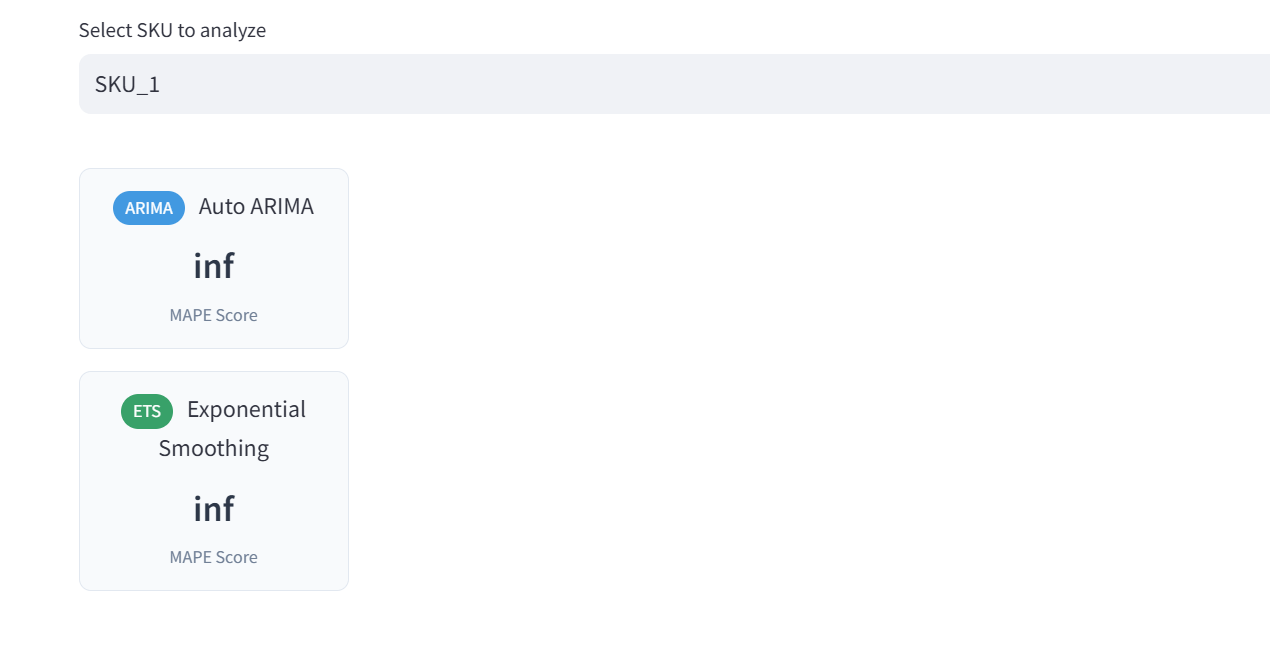 Select SKU to analyze
SKU_1
ARIMA Auto ARIMA
inf
MAPE Score
ETS Exponential
Smoothing
inf
MAPE Score